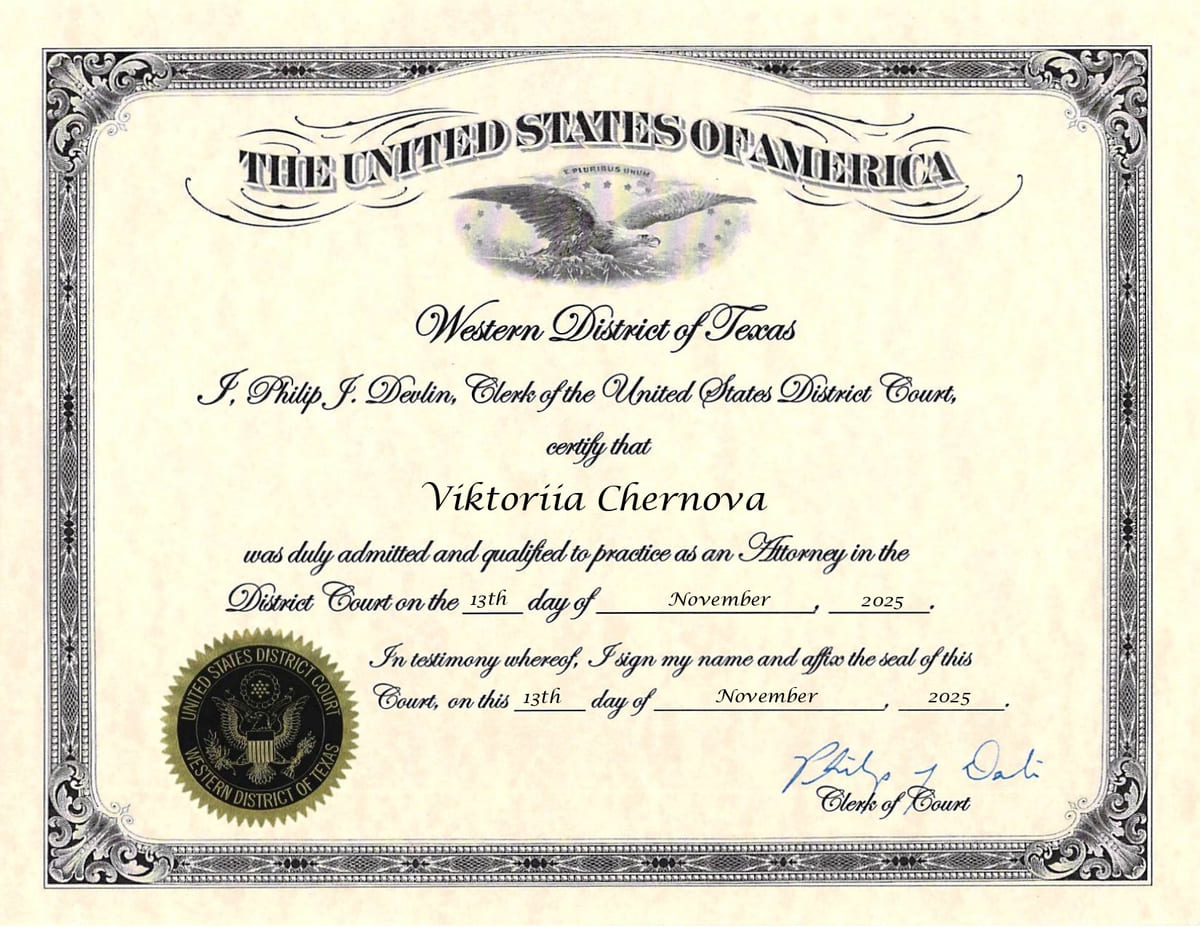 THE UNITED STATES OF AMERICA
E PLURIBUS UNUM
Western District of Texas
I, Philip J. Devlin, Clerk of the United States District Court,
certify that
Viktoriia Chernova
was duly admitted and qualified to practice as an Attorney in the
District Court on the 13th day of November, 2025.
In testimony whereof, I sign my name and affix the seal of this
Court, on this 13th day of November, 2025.
UNITED STATES DISTRICT COURT
WESTERN DISTRICT OF TEXAS
Clerk of Court